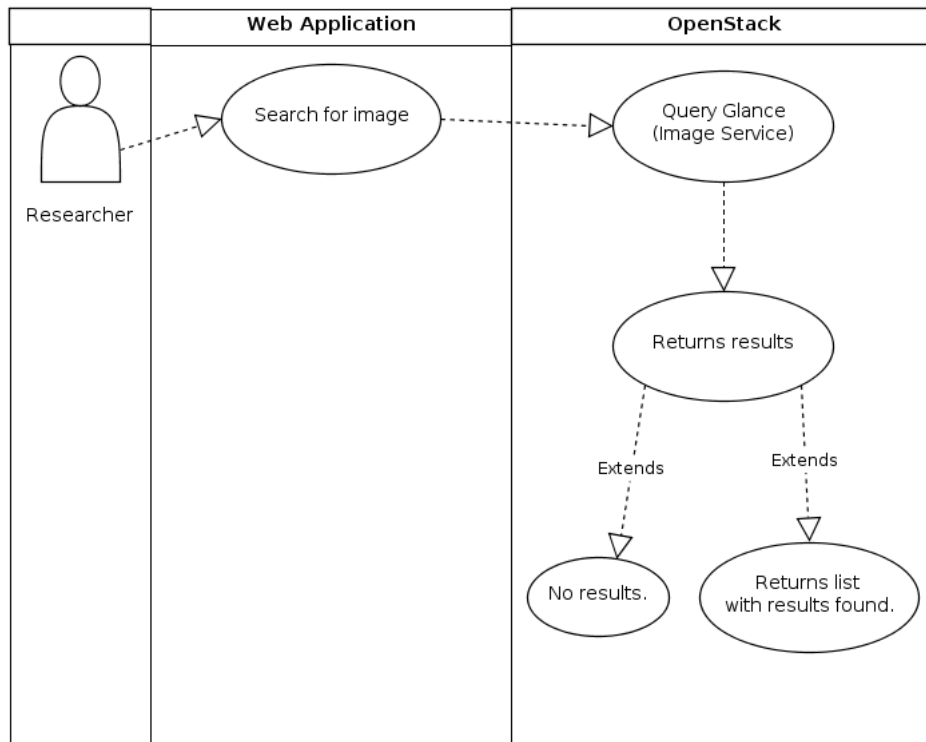 Web Application
OpenStack
Search for image
Query Glance
(Image Service)
Researcher
Returns results
Extends
Extends
No results.
Returns list
with results found.